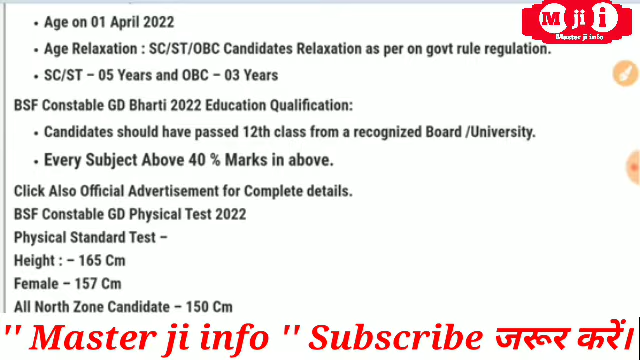 M ji i
Master ji info
• Age on 01 April 2022
• Age Relaxation : SC/ST/OBC Candidates Relaxation as per on govt rule regulation.
• SC/ST – 05 Years and OBC – 03 Years
BSF Constable GD Bharti 2022 Education Qualification:
• Candidates should have passed 12th class from a recognized Board /University.
• Every Subject Above 40 % Marks in above.
Click Also Official Advertisement for Complete details.
BSF Constable GD Physical Test 2022
Physical Standard Test –
Height : – 165 Cm
Female – 157 Cm
All North Zone Candidate – 150 Cm
'' Master ji info '' Subscribe जरूर करें।